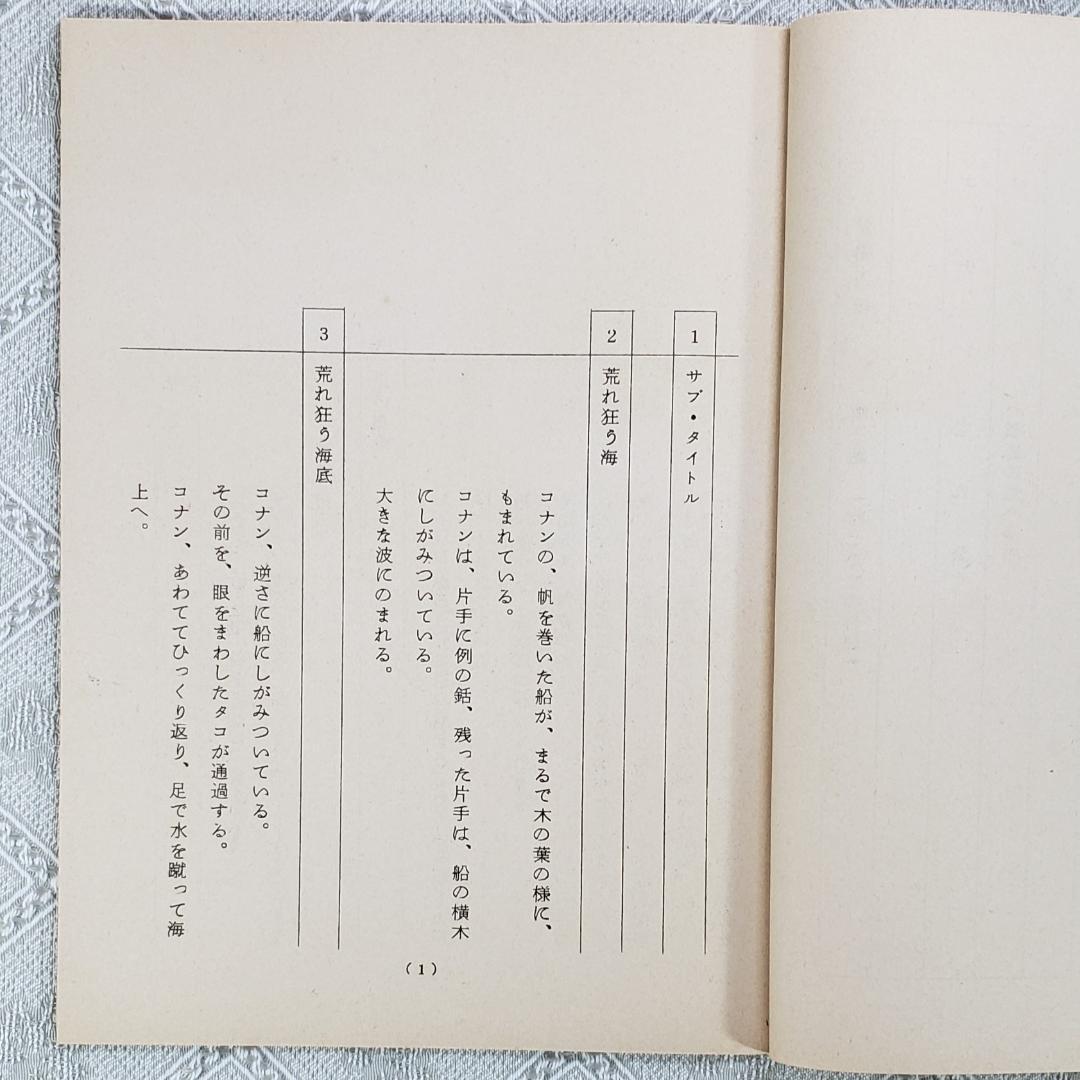 1 サブ・タイトル
2 荒れ狂う海
コナンの、帆を巻いた船が、まるで木の葉の様に、
もまれている。
コナンは、片手に例の銛、残った片手は、船の横木
にしがみついている。
大きな波にのまれる。
3 荒れ狂う海底
コナン、逆さに船にしがみついている。
その前を、眼をまわしたタコが通過する。
コナン、あわててひっくり返り、足で水を蹴って海
上へ。
(1)